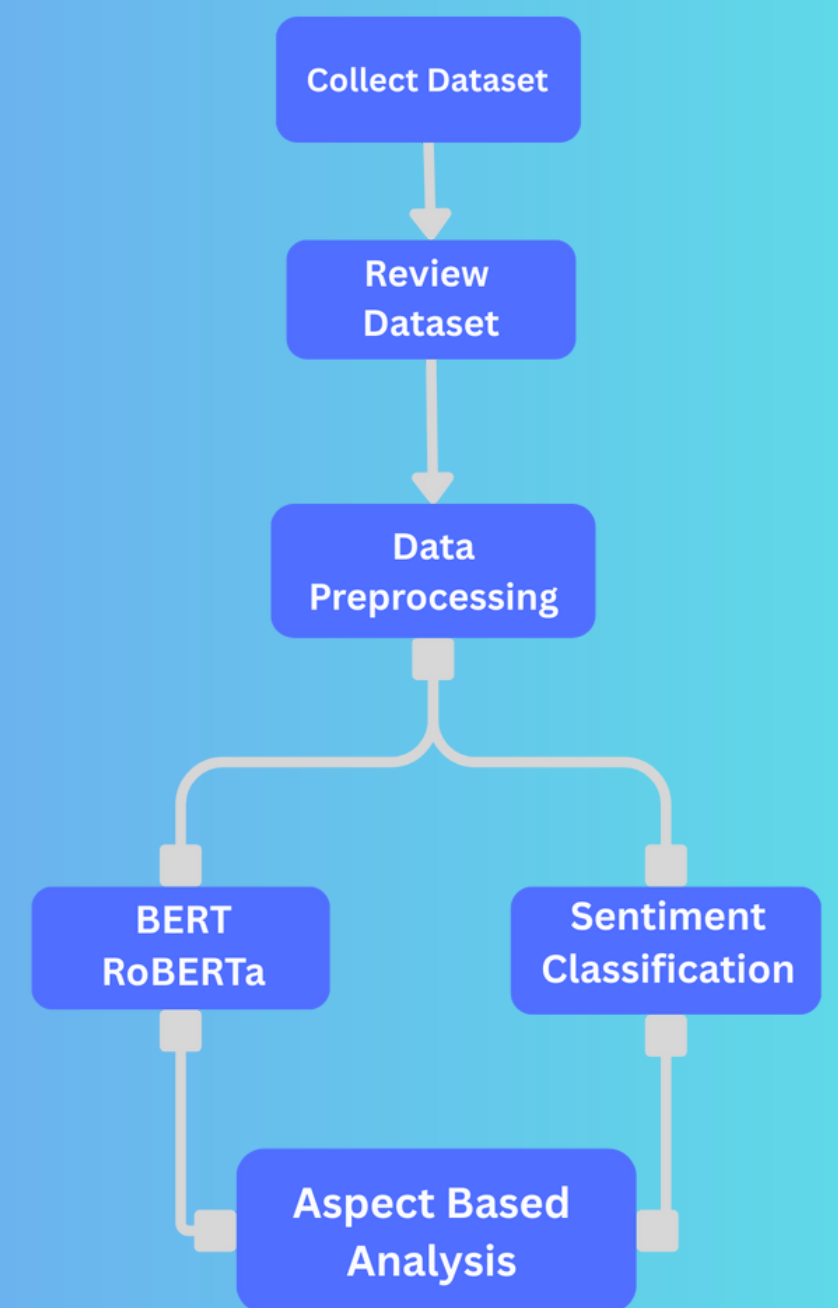 Collect Dataset
Review
Dataset
Data
Preprocessing
BERT
RoBERTa
Sentiment
Classification
Aspect Based
Analysis